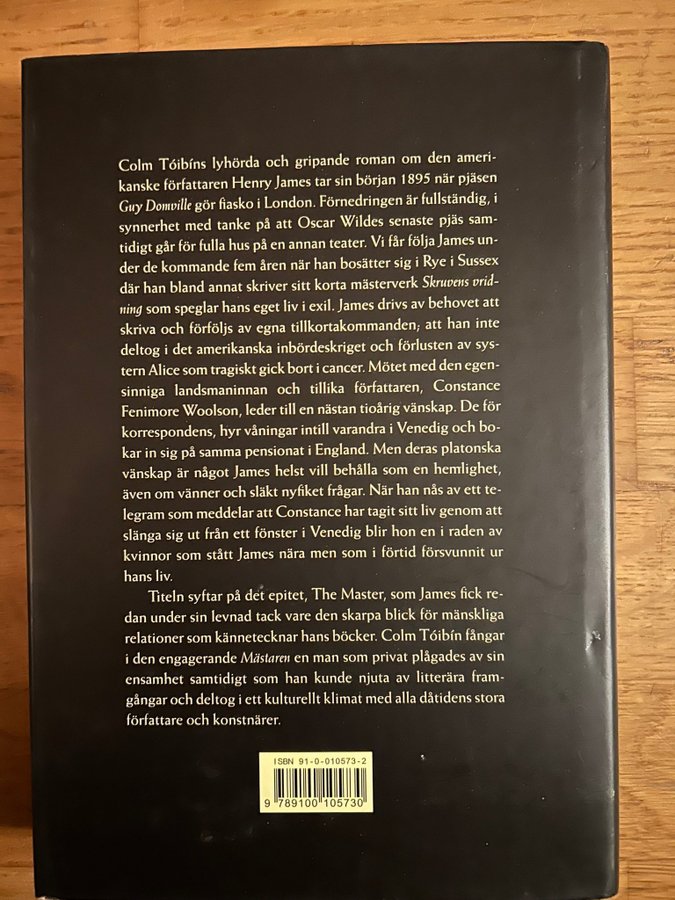 Colm Tóibíns lyhörda och gripande roman om den ameri-
kanske författaren Henry James tar sin början 1895 när pjäsen
Guy Domville gör fiasko i London. Förnedringen är fullständig, i
synnerhet med tanke på att Oscar Wildes senaste pjäs sam-
tidigt går för fulla hus på en annan teater. Vi får följa James un-
der de kommande fem åren när han bosätter sig i Rye i Sussex
där han bland annat skriver sitt korta mästerverk Skruvens vrid-
ning som speglar hans eget liv i exil. James drivs av behovet att
skriva och förföljs av egna tillkortakommanden; att han inte
deltog i det amerikanska inbördeskriget och förlusten av sys-
tern Alice som tragiskt gick bort i cancer. Mötet med den egen-
sinniga landsmaninnan och tillika författaren, Constance
Fenimore Woolson, leder till en nästan tioårig vänskap. De för
korrespondens, hyr våningar intill varandra i Venedig och bo-
kar in sig på samma pensionat i England. Men deras platonska
vänskap är något James helst vill behålla som en hemlighet,
även om vänner och släkt nyfiket frågar. När han nås av ett te-
legram som meddelar att Constance har tagit sitt liv genom att
slänga sig ut från ett fönster i Venedig blir hon en i raden av
kvinnor som stått James nära men som i förtid försvunnit ur
hans liv.
Titeln syftar på det epitet, The Master, som James fick re-
dan under sin levnad tack vare den skarpa blick för mänskliga
relationer som kännetecknar hans böcker. Colm Tóibín fångar
i den engagerande Mästaren en man som privat plågades av sin
ensamhet samtidigt som han kunde njuta av litterära fram-
gångar och deltog i ett kulturellt klimat med alla dåtidens stora
författare och konstnärer.
ISBN 91-0-010573-2
9 789100 105730